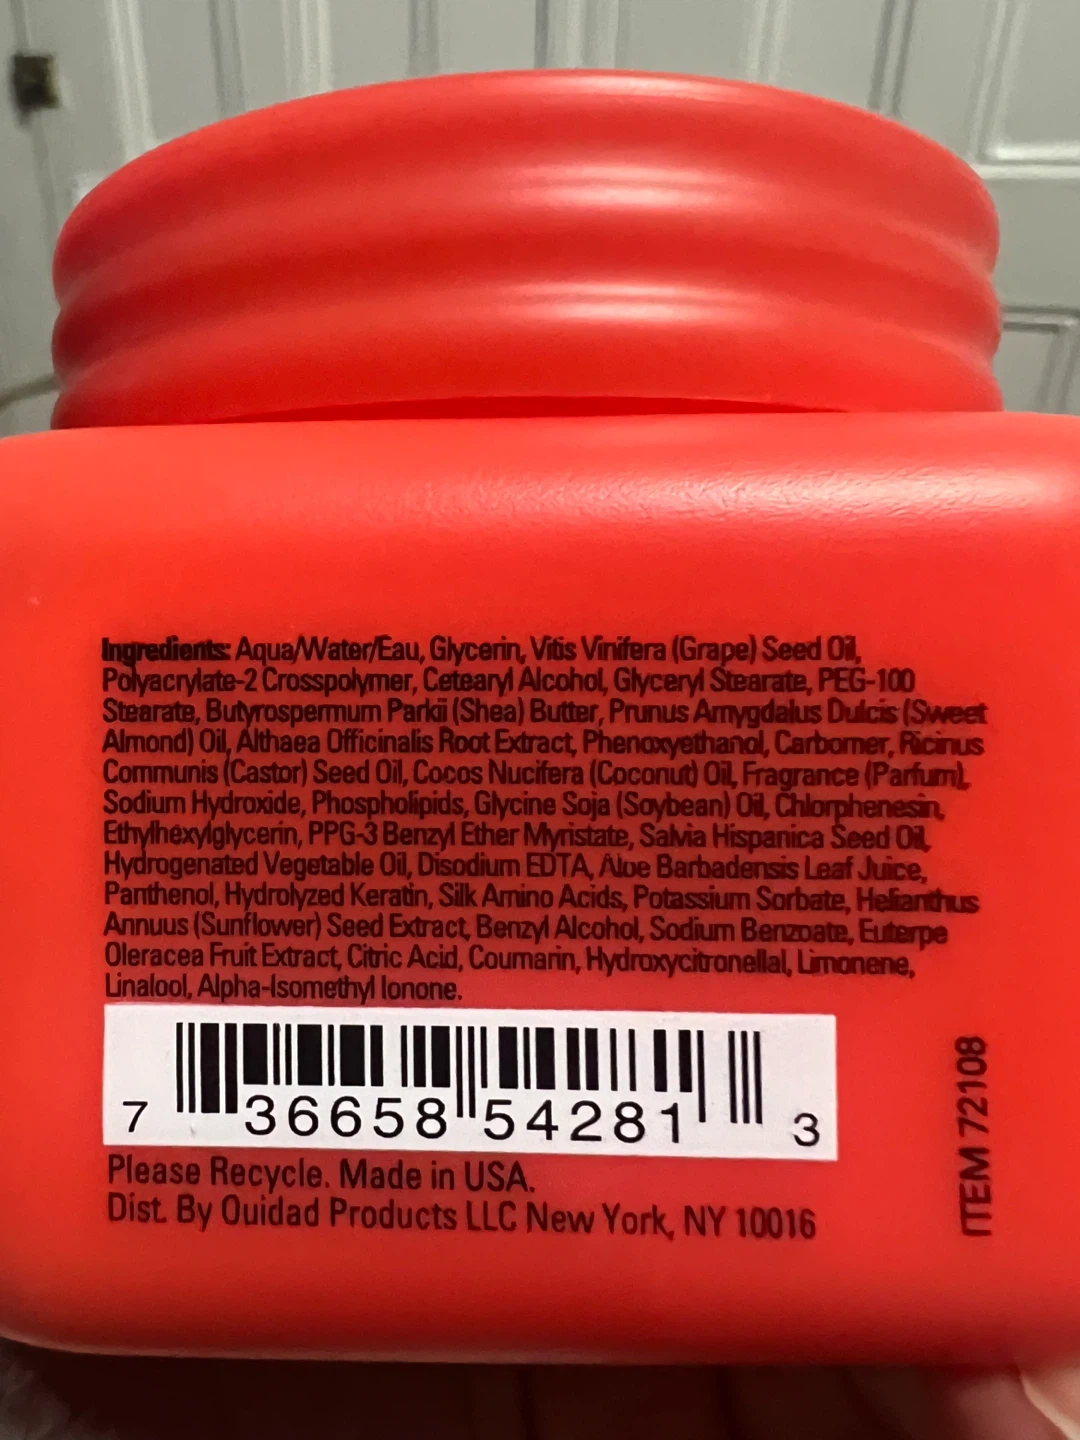 Ingredients: Aqua/Water/Eau, Glycerin, Vitis Vinifera (Grape) Seed Oil,
Polyacrylate-2 Crosspolymer, Cetearyl Alcohol, Glyceryl Stearate, PEG-100
Stearate, Butyrospermum Parkii (Shea) Butter, Prunus Amygdalus Dulcis (Sweet
Almond) Oil, Althaea Officinalis Root Extract, Phenoxyethanol, Carbomer, Ricinus
Communis (Castor) Seed Oil, Cocos Nucifera (Coconut) Oil, Fragrance (Parfum),
Sodium Hydroxide, Phospholipids, Glycine Soja (Soybean) Oil, Chlorphenesin,
Ethylhexylglycerin, PPG-3 Benzyl Ether Myristate, Salvia Hispanica Seed Oil,
Hydrogenated Vegetable Oil, Disodium EDTA, Aloe Barbadensis Leaf Juice,
Panthenol, Hydrolyzed Keratin, Silk Amino Acids, Potassium Sorbate, Helianthus
Annuus (Sunflower) Seed Extract, Benzyl Alcohol, Sodium Benzoate, Euterpe
Oleracea Fruit Extract, Citric Acid, Coumarin, Hydroxycitronellal, Limonene,
Linalool, Alpha-Isomethyl Ionone.
7 36658 54281 3
Please Recycle. Made in USA.
Dist. By Ouidad Products LLC New York, NY 10016
ITEM 72108